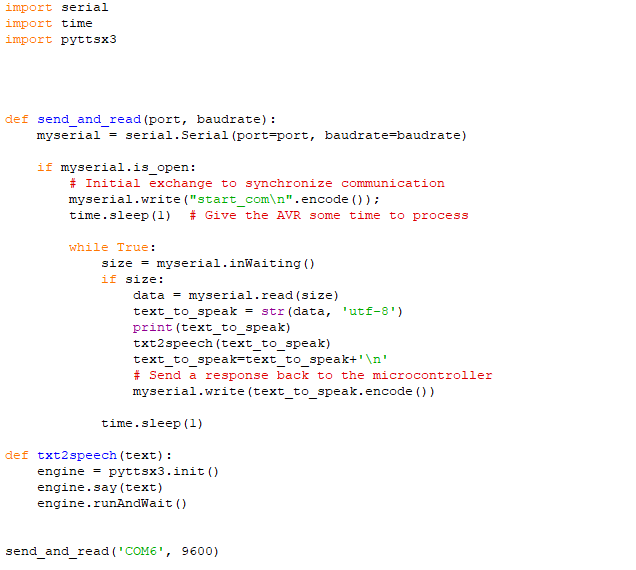 import serial
import time
import pyttsx3
def send_and_read(port, baudrate):
    myserial = serial.Serial(port=port, baudrate=baudrate)
    if myserial.is_open:
        # Initial exchange to synchronize communication
        myserial.write("start_com\n".encode());
        time.sleep(1)  # Give the AVR some time to process
        while True:
            size = myserial.inWaiting()
            if size:
                data = myserial.read(size)
                text_to_speak = str(data, 'utf-8')
                print(text_to_speak)
                txt2speech(text_to_speak)
                text_to_speak=text_to_speak+'\n'
                # Send a response back to the microcontroller
                myserial.write(text_to_speak.encode())
            time.sleep(1)
def txt2speech(text):
    engine = pyttsx3.init()
    engine.say(text)
    engine.runAndWait()
send_and_read('COM6', 9600)